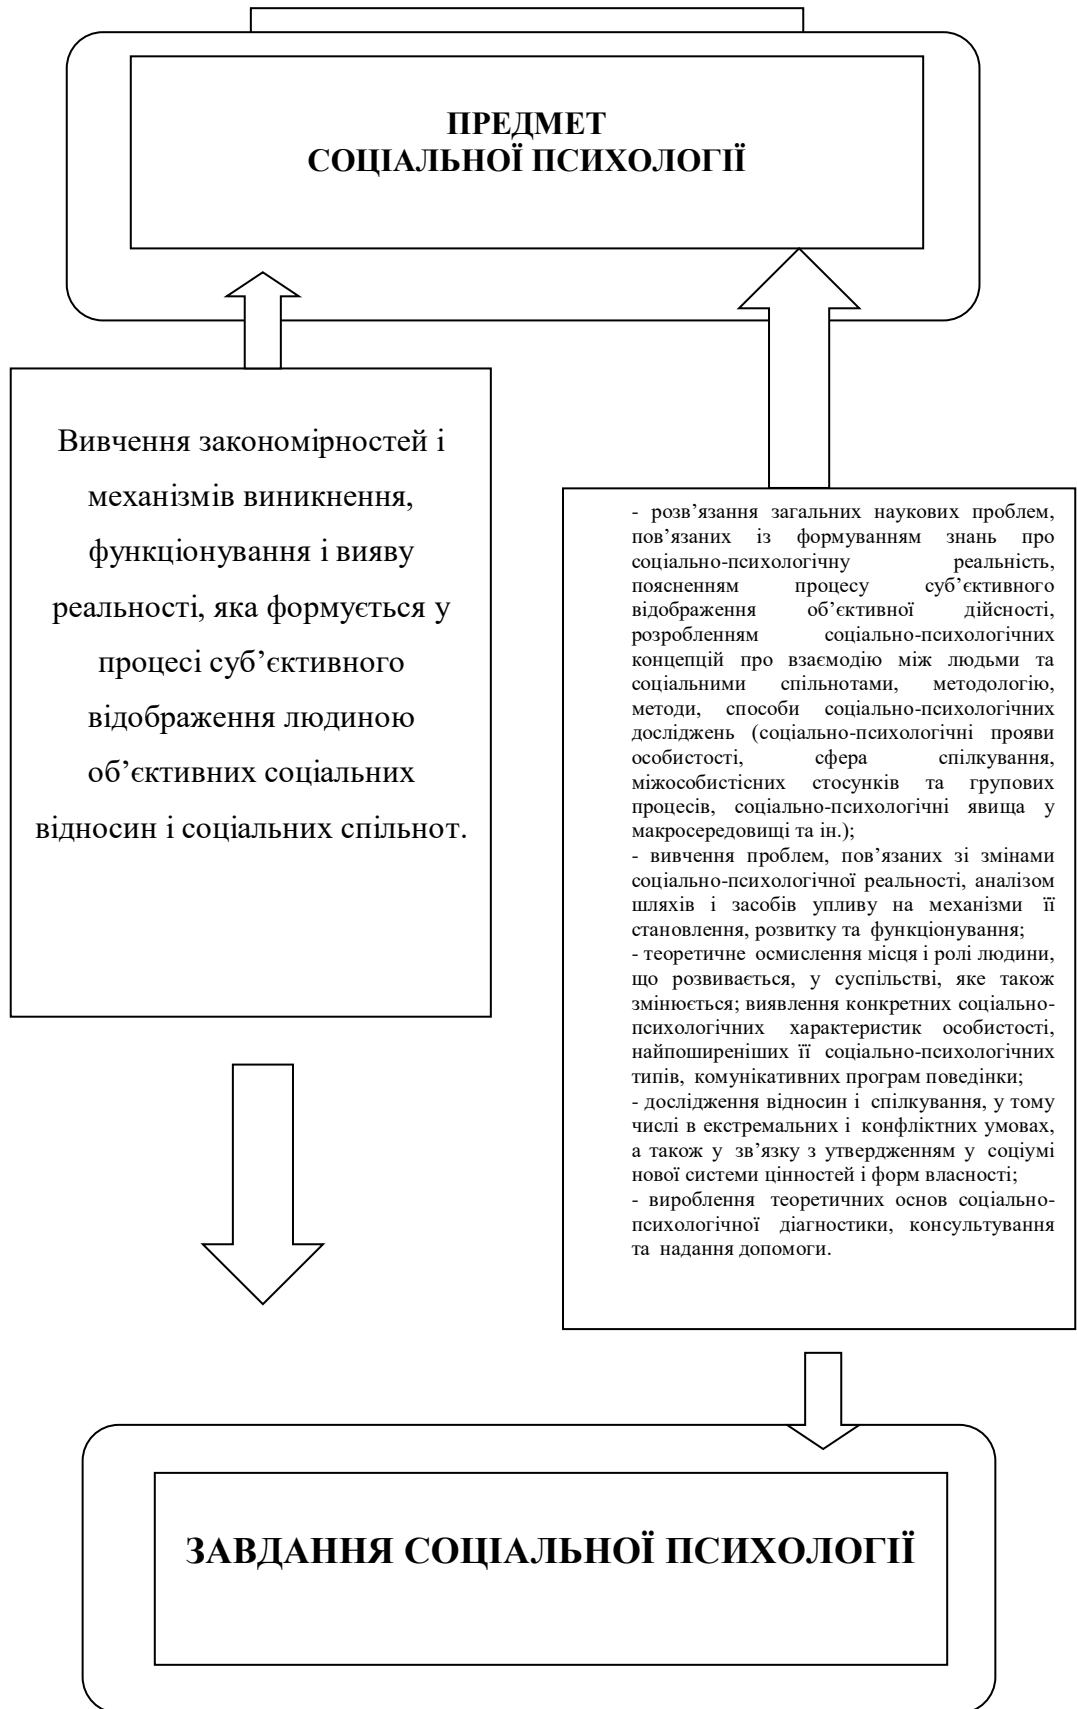 ПРЕДМЕТ
СОЦІАЛЬНОЇ ПСИХОЛОГІЇ
Вивчення закономірностей і
механізмів виникнення,
функціонування і вияву
реальності, яка формується у
процесі суб’єктивного
відображення людиною
об’єктивних соціальних
відносин і соціальних спільнот.
- розв’язання загальних наукових проблем,
пов’язаних із формуванням знань про
соціально-психологічну реальність,
поясненням процесу суб’єктивного
відображення об’єктивної дійсності,
розробленням соціально-психологічних
концепцій про взаємодію між людьми та
соціальними спільнотами, методологію,
методи, способи соціально-психологічних
досліджень (соціально-психологічні прояви
особистості, сфера спілкування,
міжособистісних стосунків та групових
процесів, соціально-психологічні явища у
макросередовищі та ін.);
- вивчення проблем, пов’язаних зі змінами
соціально-психологічної реальності, аналізом
шляхів і засобів упливу на механізми її
становлення, розвитку та функціонування;
- теоретичне осмислення місця і ролі людини,
що розвивається, у суспільстві, яке також
змінюється; виявлення конкретних соціально-
психологічних характеристик особистості,
найпоширеніших її соціально-психологічних
типів, комунікативних програм поведінки;
- дослідження відносин і спілкування, у тому
числі в екстремальних і конфліктних умовах,
а також у зв’язку з утвердженням у соціумі
нової системи цінностей і форм власності;
- вироблення теоретичних основ соціально-
психологічної діагностики, консультування
та надання допомоги.
ЗАВДАННЯ СОЦІАЛЬНОЇ ПСИХОЛОГІЇ